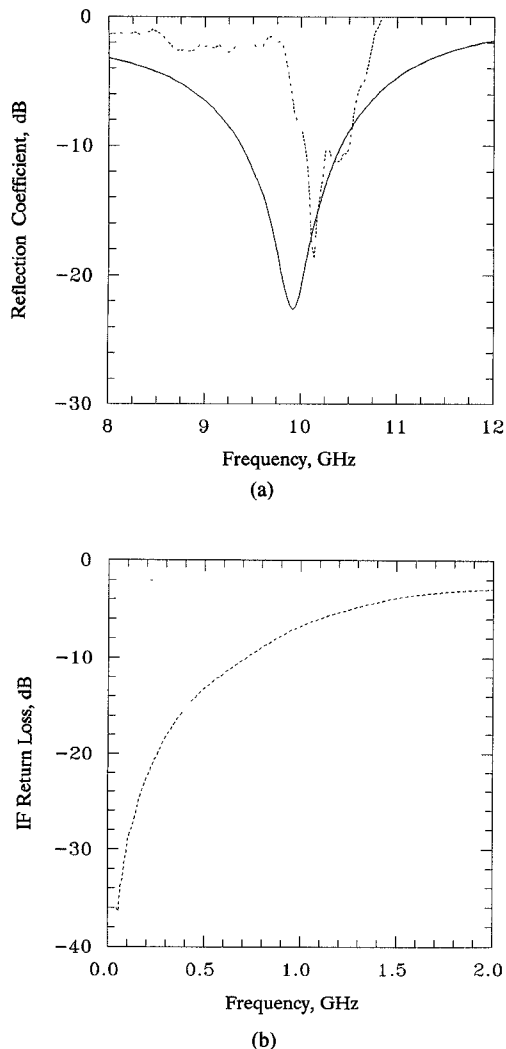 0
-10
-20
-30
Reflection Coefficient, dB
8 9 10 11 12
Frequency, GHz
(a)
0
-10
-20
-30
-40
IF Return Loss, dB
0.0 0.5 1.0 1.5 2.0
Frequency, GHz
(b)